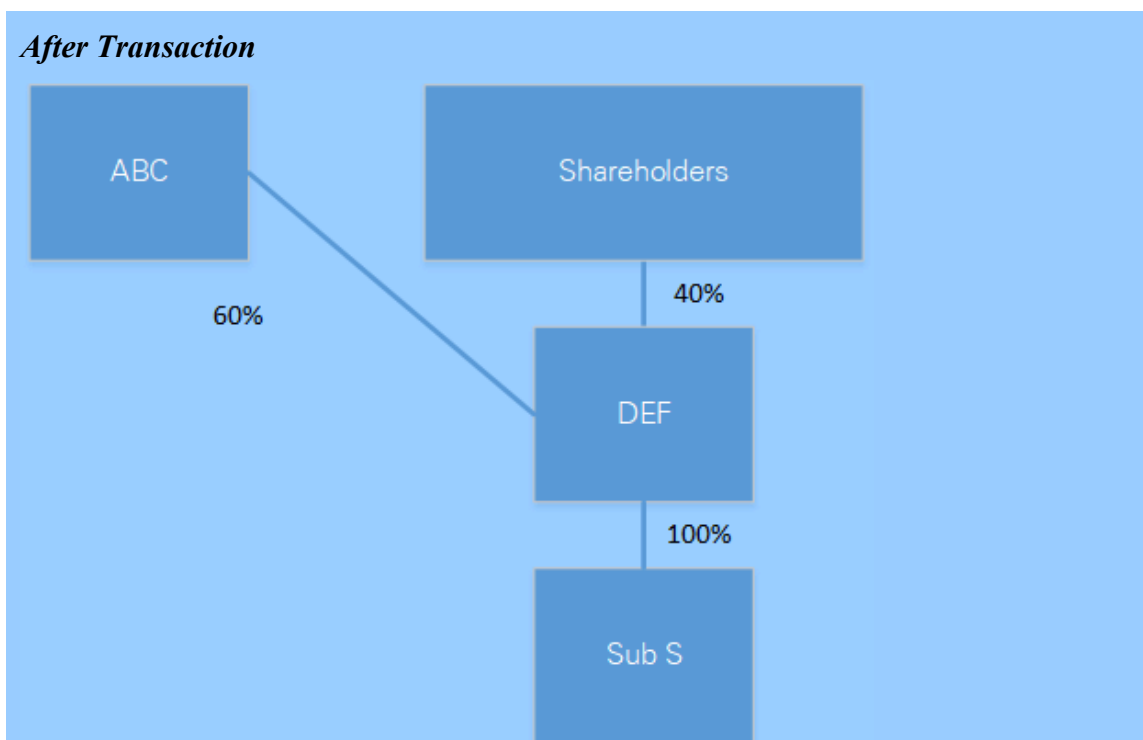 After Transaction
ABC
Shareholders
60%
40%
DEF
100%
Sub S